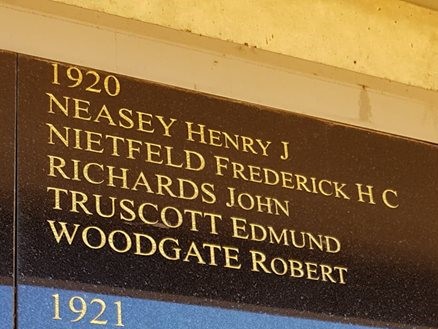 1920
NEASEY HENRY J
NIETFELD FREDERICK H C
RICHARDS JOHN
TRUSCOTT EDMUND
WOODGATE ROBERT
1921